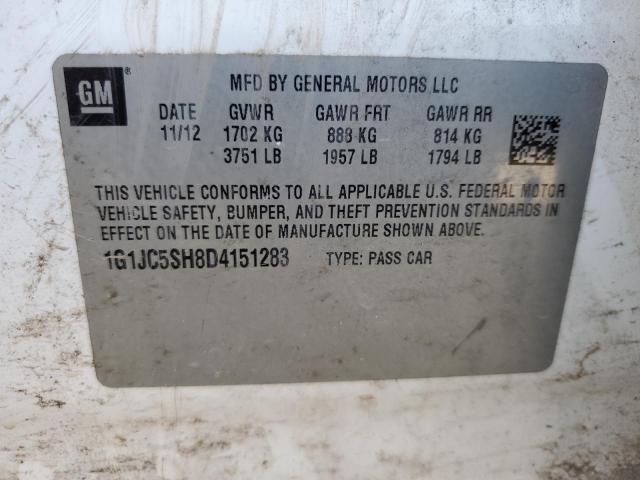 GM ®
MFD BY GENERAL MOTORS LLC
DATE GVWR GAWR FRT GAWR RR
11/12 1702 KG 888 KG 814 KG
3751 LB 1957 LB 1794 LB
THIS VEHICLE CONFORMS TO ALL APPLICABLE U.S. FEDERAL MOTOR
VEHICLE SAFETY, BUMPER, AND THEFT PREVENTION STANDARDS IN
EFFECT ON THE DATE OF MANUFACTURE SHOWN ABOVE.
1G1JC5SH8D4151283 TYPE: PASS CAR